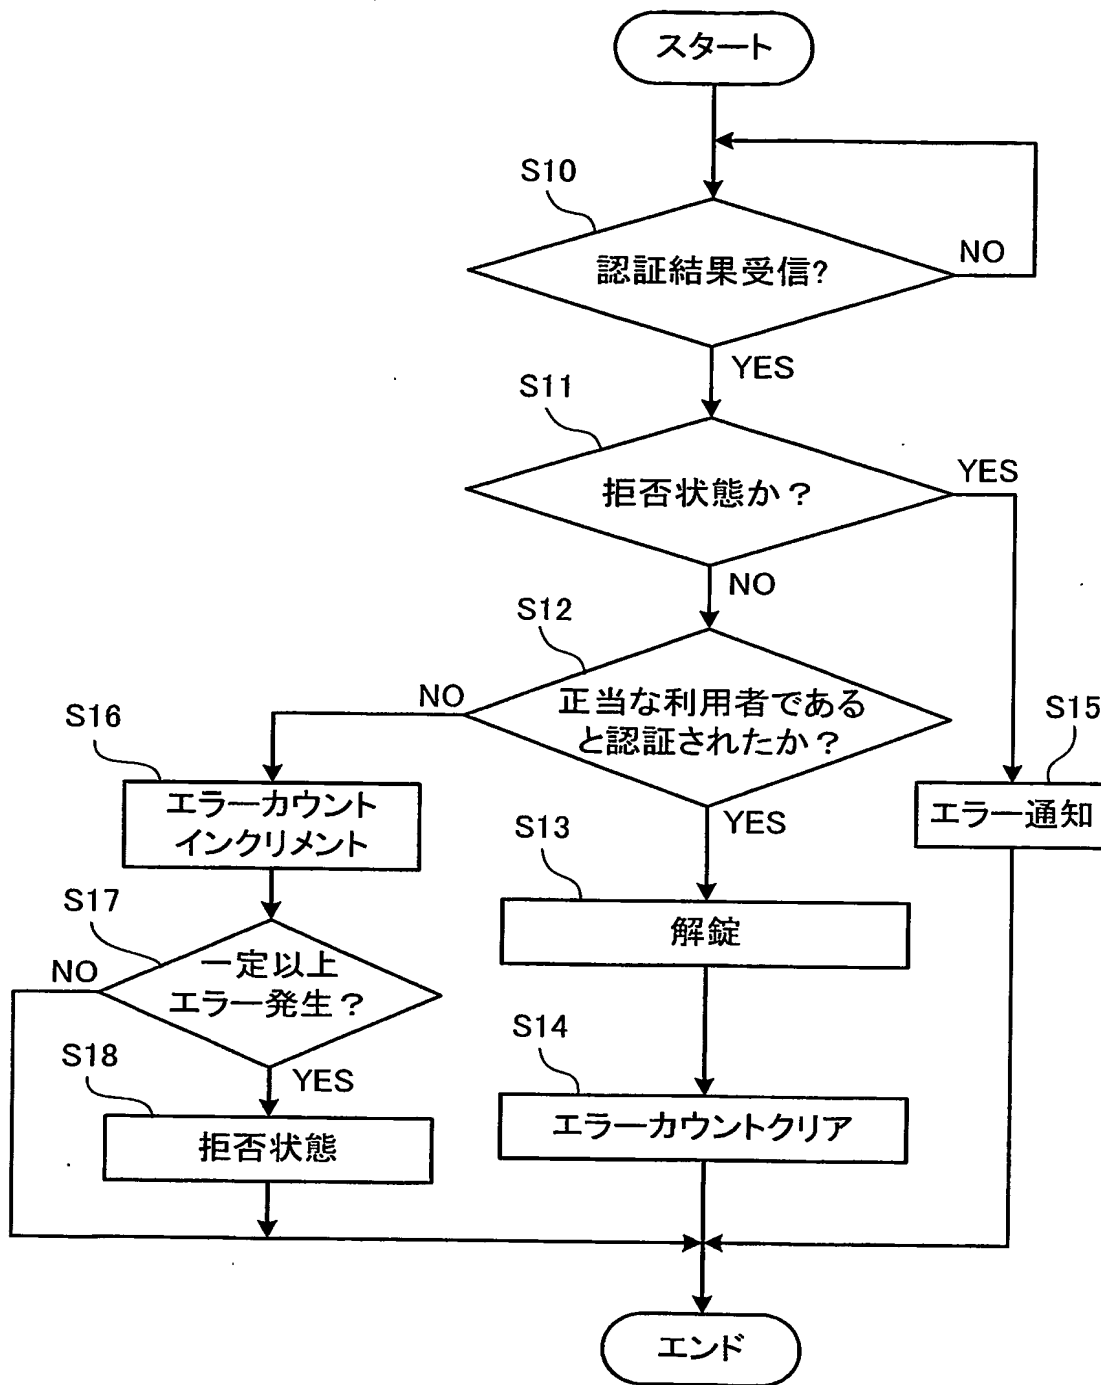 スタート
S10
認証結果受信?
NO
YES
S11
拒否状態か？
YES
NO
S12
正当な利用者である
と認証されたか？
NO
YES
S16
エラーカウント
インクリメント
S15
エラー通知
S13
解錠
S17
一定以上
エラー発生？
NO
YES
S14
エラーカウントクリア
S18
拒否状態
エンド